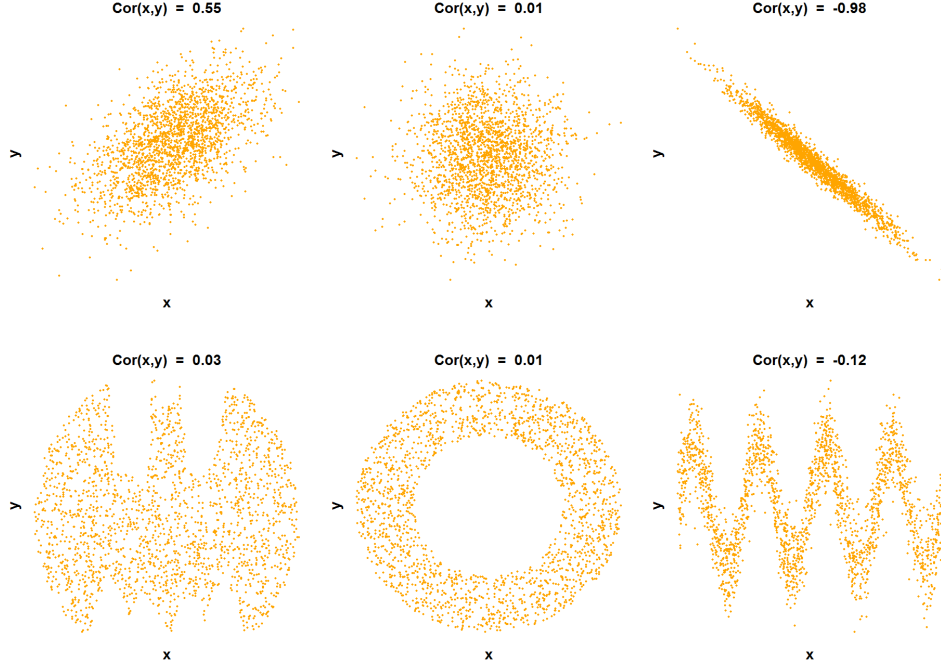 Cor(x,y) = 0.55
y
x
Cor(x,y) = 0.01
y
x
Cor(x,y) = -0.98
y
x
Cor(x,y) = 0.03
y
x
Cor(x,y) = 0.01
y
x
Cor(x,y) = -0.12
y
x